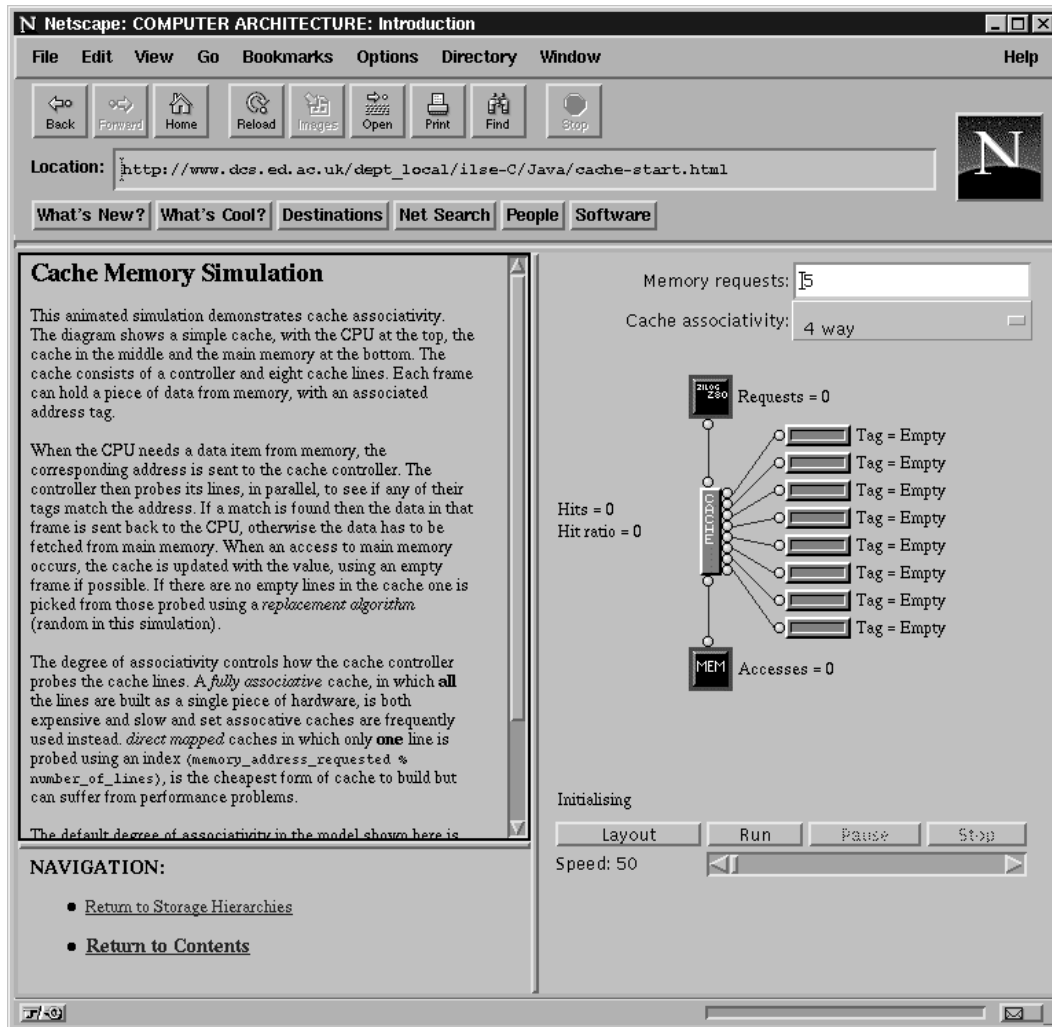 N Netscape: COMPUTER ARCHITECTURE: Introduction
File Edit View Go Bookmarks Options Directory Window Help
Back Forward Home Reload Images Open Print Find Stop
Location: http://www.dcs.ed.ac.uk/dept_local/ilse-C/Java/cache-start.html
N
What's New? What's Cool? Destinations Net Search People Software
Cache Memory Simulation
This animated simulation demonstrates cache associativity.
The diagram shows a simple cache, with the CPU at the top, the
cache in the middle and the main memory at the bottom. The
cache consists of a controller and eight cache lines. Each frame
can hold a piece of data from memory, with an associated
address tag.
When the CPU needs a data item from memory, the
corresponding address is sent to the cache controller. The
controller then probes its lines, in parallel, to see if any of their
tags match the address. If a match is found then the data in that
frame is sent back to the CPU, otherwise the data has to be
fetched from main memory. When an access to main memory
occurs, the cache is updated with the value, using an empty
frame if possible. If there are no empty lines in the cache one is
picked from those probed using a replacement algorithm
(random in this simulation).
The degree of associativity controls how the cache controller
probes the cache lines. A fully associative cache, in which all
the lines are built as a single piece of hardware, is both
expensive and slow and set assocative caches are frequently
used instead. direct mapped caches in which only one line is
probed using an index (memory_address_requested %
number_of_lines), is the cheapest form of cache to build but
can suffer from performance problems.
The default degree of associativity in the model shown here is
NAVIGATION:
Return to Storage Hierarchies
Return to Contents
Memory requests: 5
Cache associativity: 4 way
ZILOG
Z80
Requests = 0
Tag = Empty
Tag = Empty
Tag = Empty
Tag = Empty
Tag = Empty
Tag = Empty
Tag = Empty
Tag = Empty
CACHE
Hits = 0
Hit ratio = 0
MEM Accesses = 0
Initialising
Layout Run Pause Stop
Speed: 50